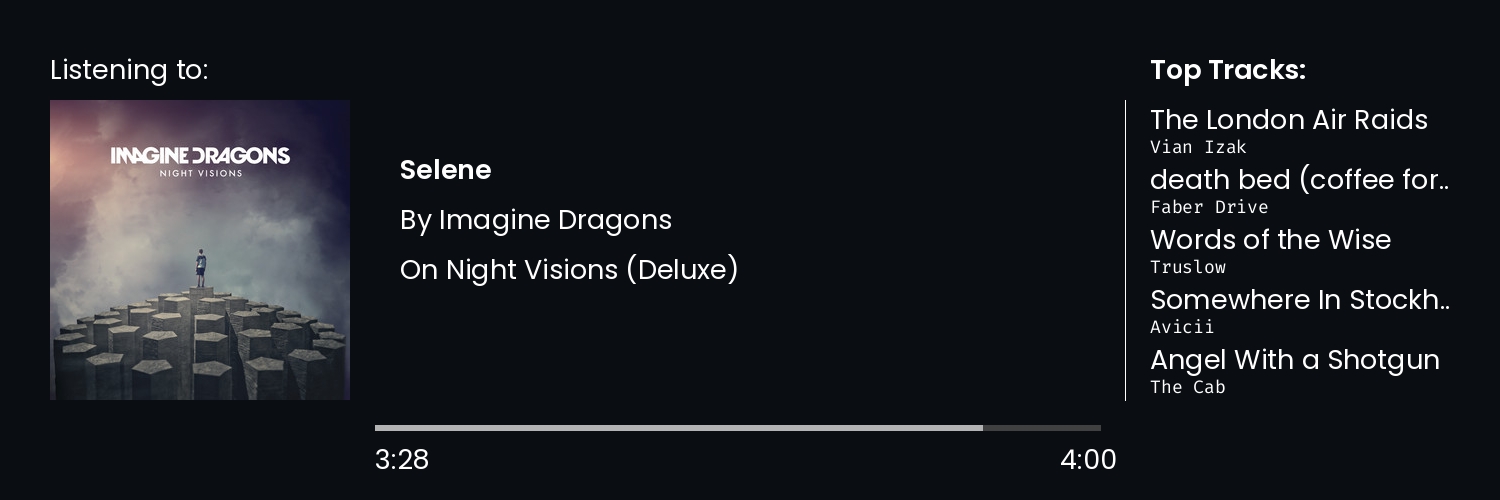 Listening to:
IMAGINE DRAGONS
NIGHT VISIONS
Selene
By Imagine Dragons
On Night Visions (Deluxe)
3:28
4:00
Top Tracks:
The London Air Raids
Vian Izak
death bed (coffee for..
Faber Drive
Words of the Wise
Truslow
Somewhere In Stockh..
Avicii
Angel With a Shotgun
The Cab